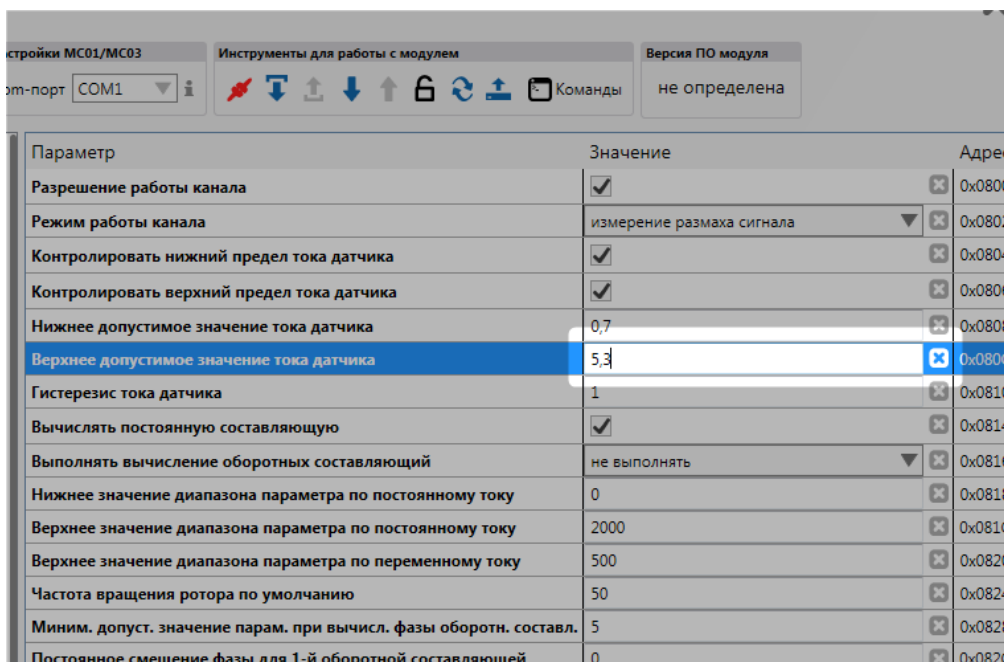 стройки MC01/MC03 Инструменты для работы с модулем Версия ПО модуля
om-порт COM1 Команды не определена
Параметр Значение Адре
Разрешение работы канала 0x080
Режим работы канала измерение размаха сигнала 0x080
Контролировать нижний предел тока датчика 0x080
Контролировать верхний предел тока датчика 0x080
Нижнее допустимое значение тока датчика 0,7 0x080
Верхнее допустимое значение тока датчика 5,3 0x080
Гистерезис тока датчика 1 0x081
Вычислять постоянную составляющую 0x081
Выполнять вычисление оборотных составляющий не выполнять 0x081
Нижнее значение диапазона параметра по постоянному току 0 0x081
Верхнее значение диапазона параметра по постоянному току 2000 0x081
Верхнее значение диапазона параметра по переменному току 500 0x082
Частота вращения ротора по умолчанию 50 0x082
Миним. допуст. значение парам. при вычисл. фазы оборотн. составл. 5 0x082
Постоянное смещение фазы для 1-й оборотной составляющей 0 0x082